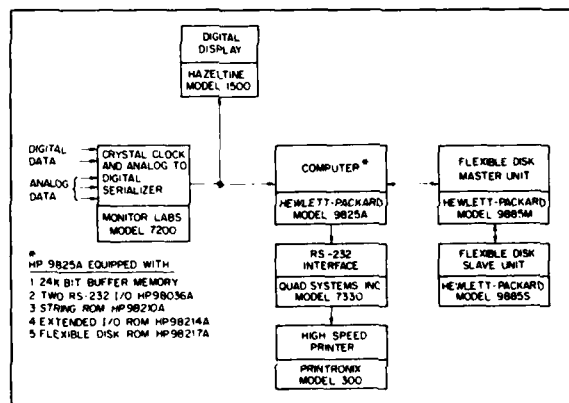 DIGITAL
DISPLAY
HAZELTINE
MODEL 1500
DIGITAL
DATA
ANALOG
DATA
CRYSTAL CLOCK
AND ANALOG TO
DIGITAL
SERIALIZER
MONITOR LABS
MODEL 7200
COMPUTER*
HEWLETT-PACKARD
MODEL 9825A
FLEXIBLE DISK
MASTER UNIT
HEWLETT-PACKARD
MODEL 9885M
RS-232
INTERFACE
QUAD SYSTEMS INC
MODEL 7330
FLEXIBLE DISK
SLAVE UNIT
HEWLETT-PACKARD
MODEL 9885S
HIGH SPEED
PRINTER
PRINTRONIX
MODEL 300
*
HP 9825A EQUIPPED WITH
1 24K BIT BUFFER MEMORY
2 TWO RS-232 I/O HP98036A
3 STRING ROM HP98210A
4 EXTENDED I/O ROM HP98214A
5 FLEXIBLE DISK ROM HP98217A